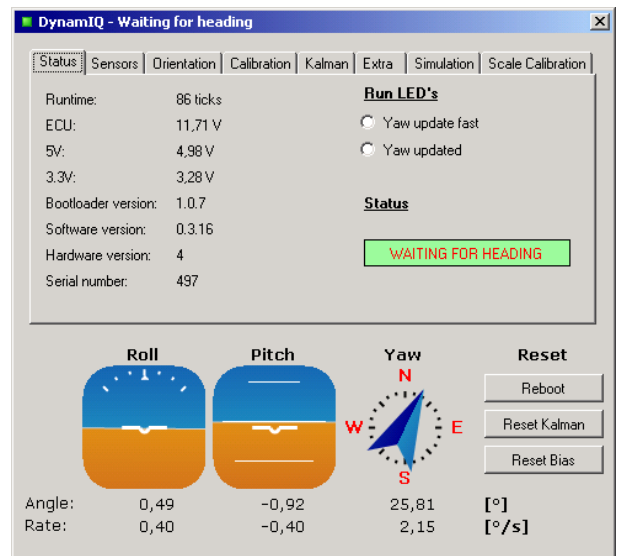 DynamIQ - Waiting for heading
Status Sensors Orientation Calibration Kalman Extra Simulation Scale Calibration
Runtime: 86 ticks
ECU: 11,71 V
5V: 4,98 V
3.3V: 3,28 V
Bootloader version: 1.0.7
Software version: 0.3.16
Hardware version: 4
Serial number: 497
Run LED's
Yaw update fast
Yaw updated
Status
WAITING FOR HEADING
Roll Pitch Yaw Reset
N
W E
S
Reboot
Reset Kalman
Reset Bias
Angle: 0,49 -0,92 25,81 [°]
Rate: 0,40 -0,40 2,15 [°/s]